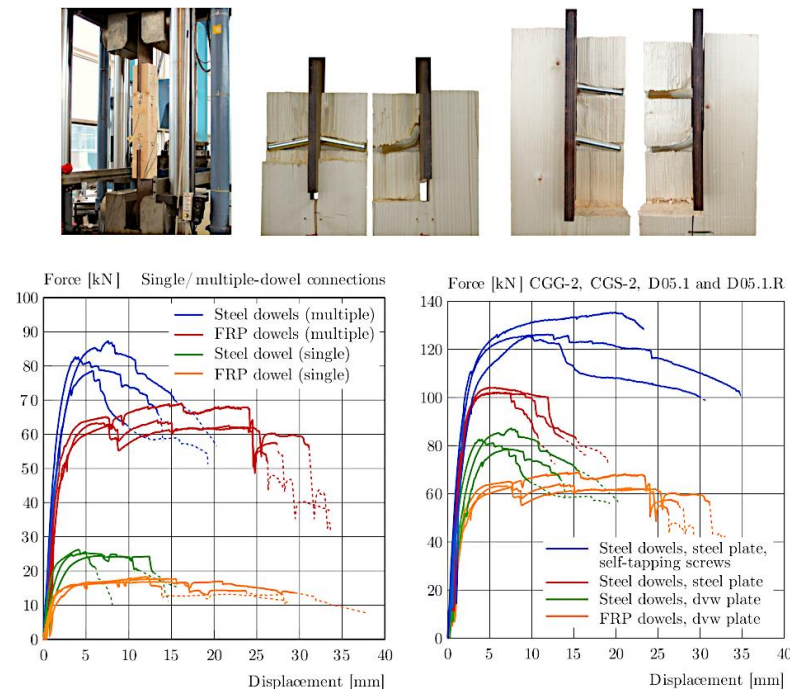 Force [kN] Single/multiple-dowel connections
100
90
80
70
60
50
40
30
20
10
0
Steel dowels (multiple)
FRP dowels (multiple)
Steel dowel (single)
FRP dowel (single)
0 5 10 15 20 25 30 35 40
Displacement [mm]
Force [kN] CGG-2, CGS-2, D05.1 and D05.1.R
140
120
100
80
60
40
20
0
Steel dowels, steel plate,
self-tapping screws
Steel dowels, steel plate
Steel dowels, dvw plate
FRP dowels, dvw plate
0 5 10 15 20 25 30 35 40
Displacement [mm]